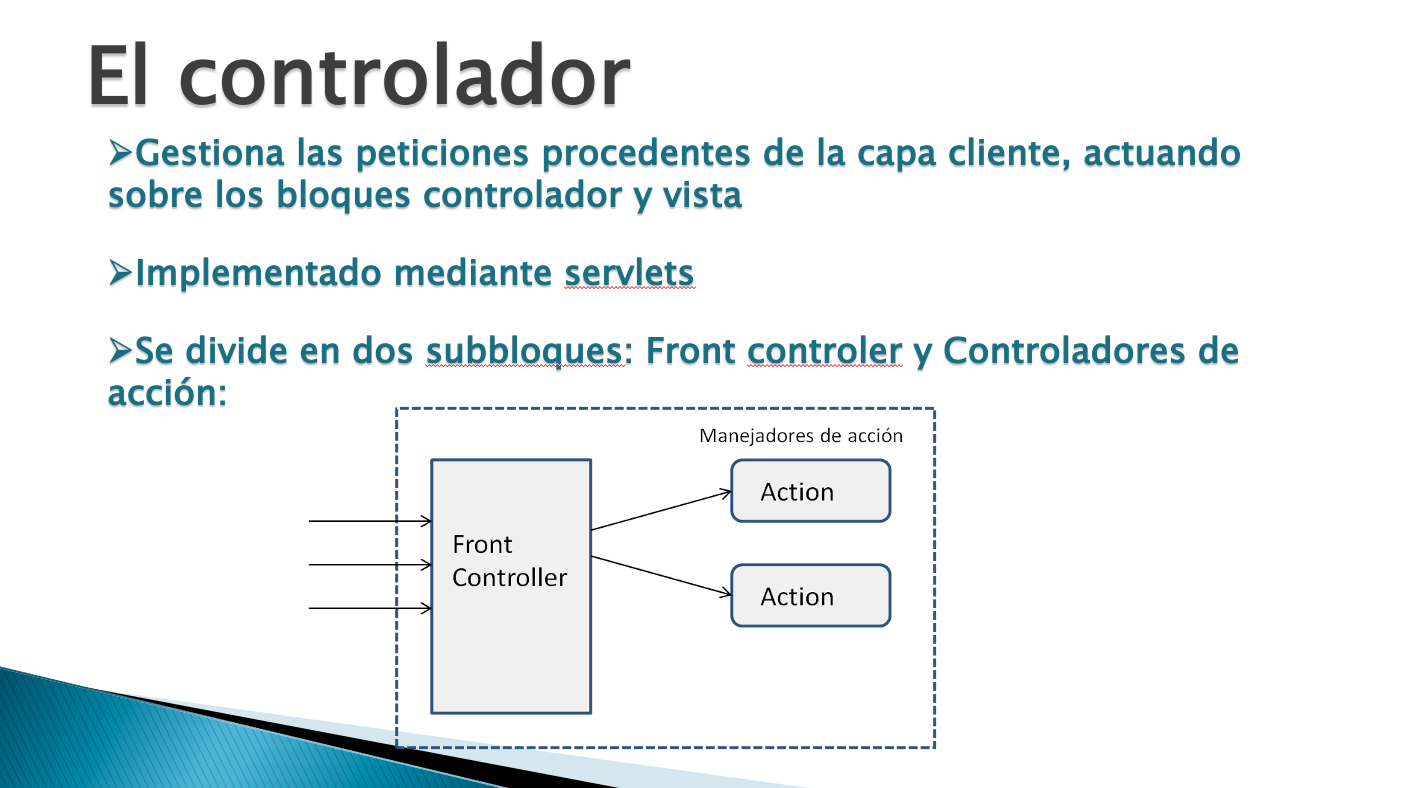 El controlador
➢Gestiona las peticiones procedentes de la capa cliente, actuando
sobre los bloques controlador y vista
➢Implementado mediante servlets
➢Se divide en dos subbloques: Front controler y Controladores de
acción:
Manejadores de acción
Action
Front
Controller
Action